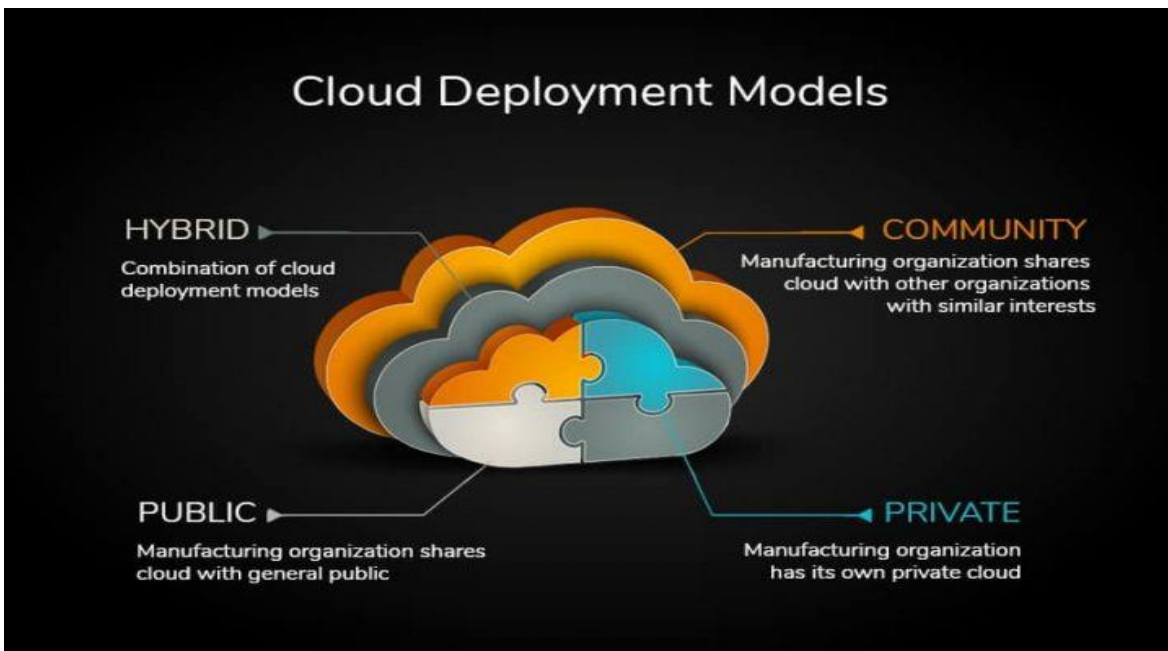 Cloud Deployment Models
HYBRID
Combination of cloud
deployment models
COMMUNITY
Manufacturing organization shares
cloud with other organizations
with similar interests
PUBLIC
Manufacturing organization shares
cloud with general public
PRIVATE
Manufacturing organization
has its own private cloud